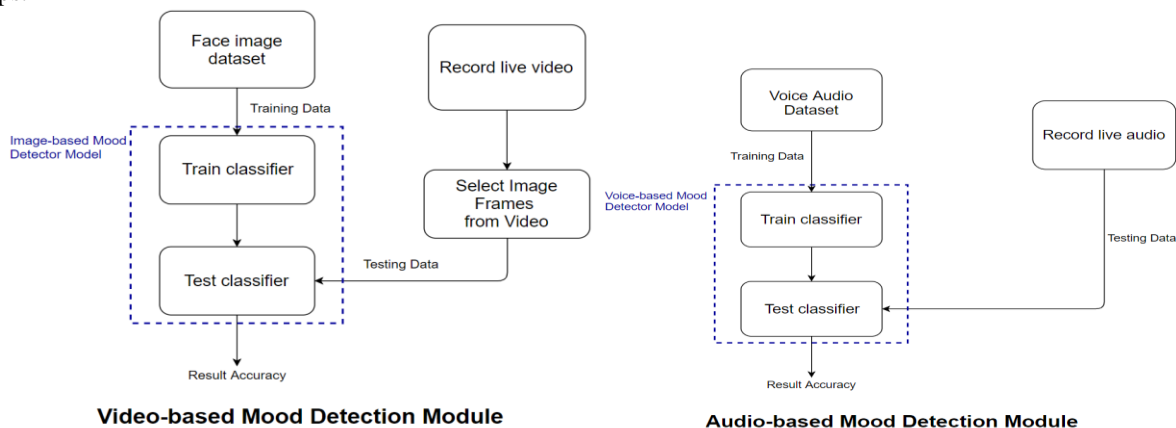 Face image
dataset
Training Data
Image-based Mood
Detector Model
Train classifier
Test classifier
Result Accuracy
Record live video
Select Image
Frames
from Video
Testing Data
Video-based Mood Detection Module
Voice Audio
Dataset
Training Data
Voice-based Mood
Detector Model
Train classifier
Test classifier
Result Accuracy
Record live audio
Testing Data
Audio-based Mood Detection Module